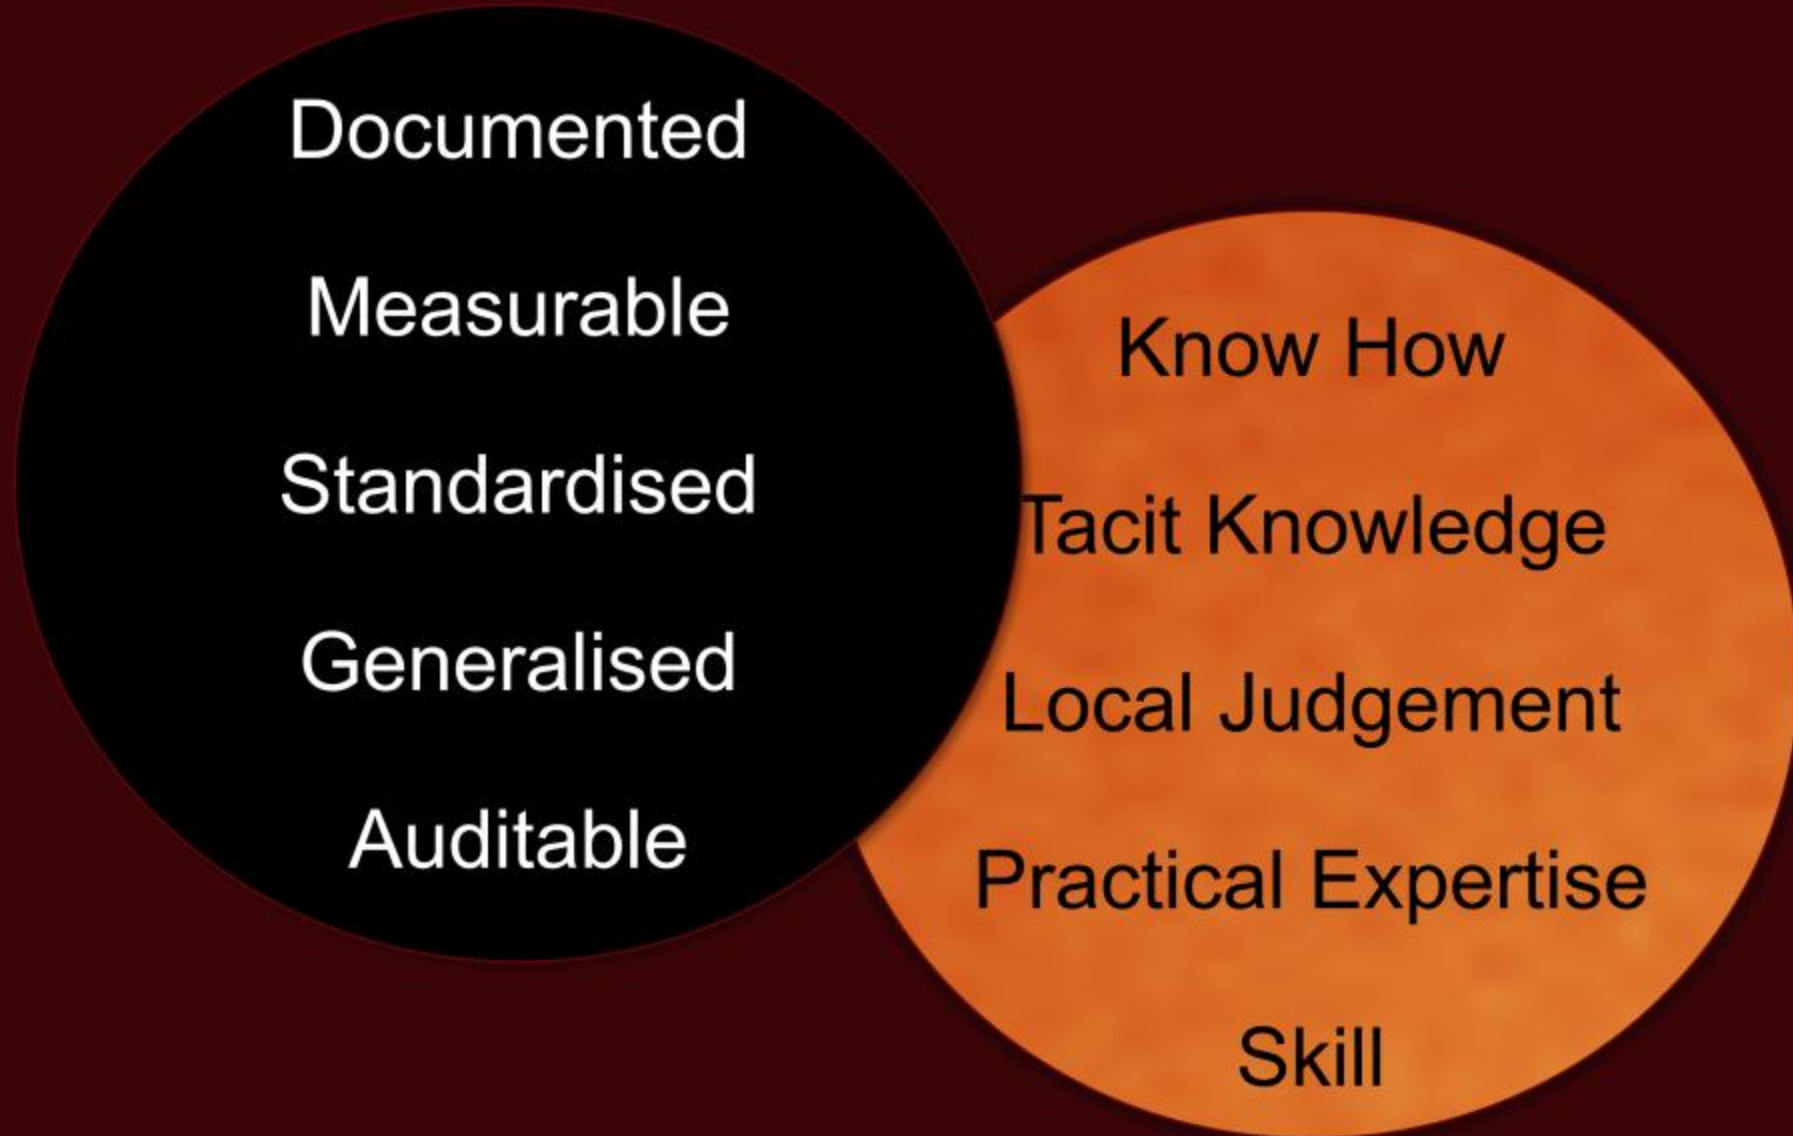 Documented
Measurable
Standardised
Generalised
Auditable
Know How
Tacit Knowledge
Local Judgement
Practical Expertise
Skill